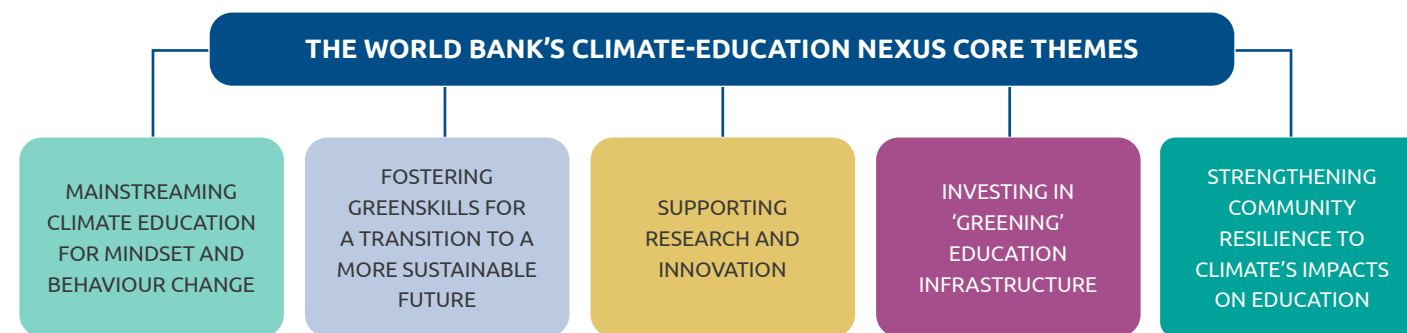 THE WORLD BANK’S CLIMATE-EDUCATION NEXUS CORE THEMES
MAINSTREAMING
CLIMATE EDUCATION
FOR MINDSET AND
BEHAVIOUR CHANGE
FOSTERING
GREENSKILLS FOR
A TRANSITION TO A
MORE SUSTAINABLE
FUTURE
SUPPORTING
RESEARCH AND
INNOVATION
INVESTING IN
‘GREENING’
EDUCATION
INFRASTRUCTURE
STRENGTHENING
COMMUNITY
RESILIENCE TO
CLIMATE’S IMPACTS
ON EDUCATION